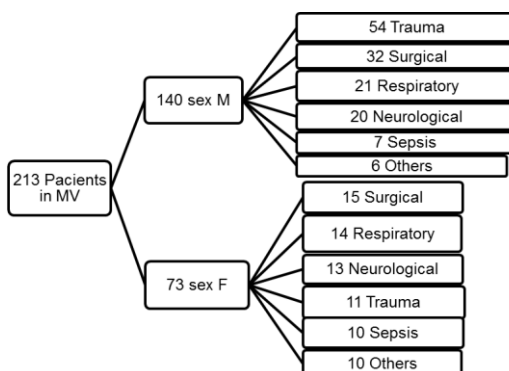 213 Pacients
in MV
140 sex M
54 Trauma
32 Surgical
21 Respiratory
20 Neurological
7 Sepsis
6 Others
73 sex F
15 Surgical
14 Respiratory
13 Neurological
11 Trauma
10 Sepsis
10 Others